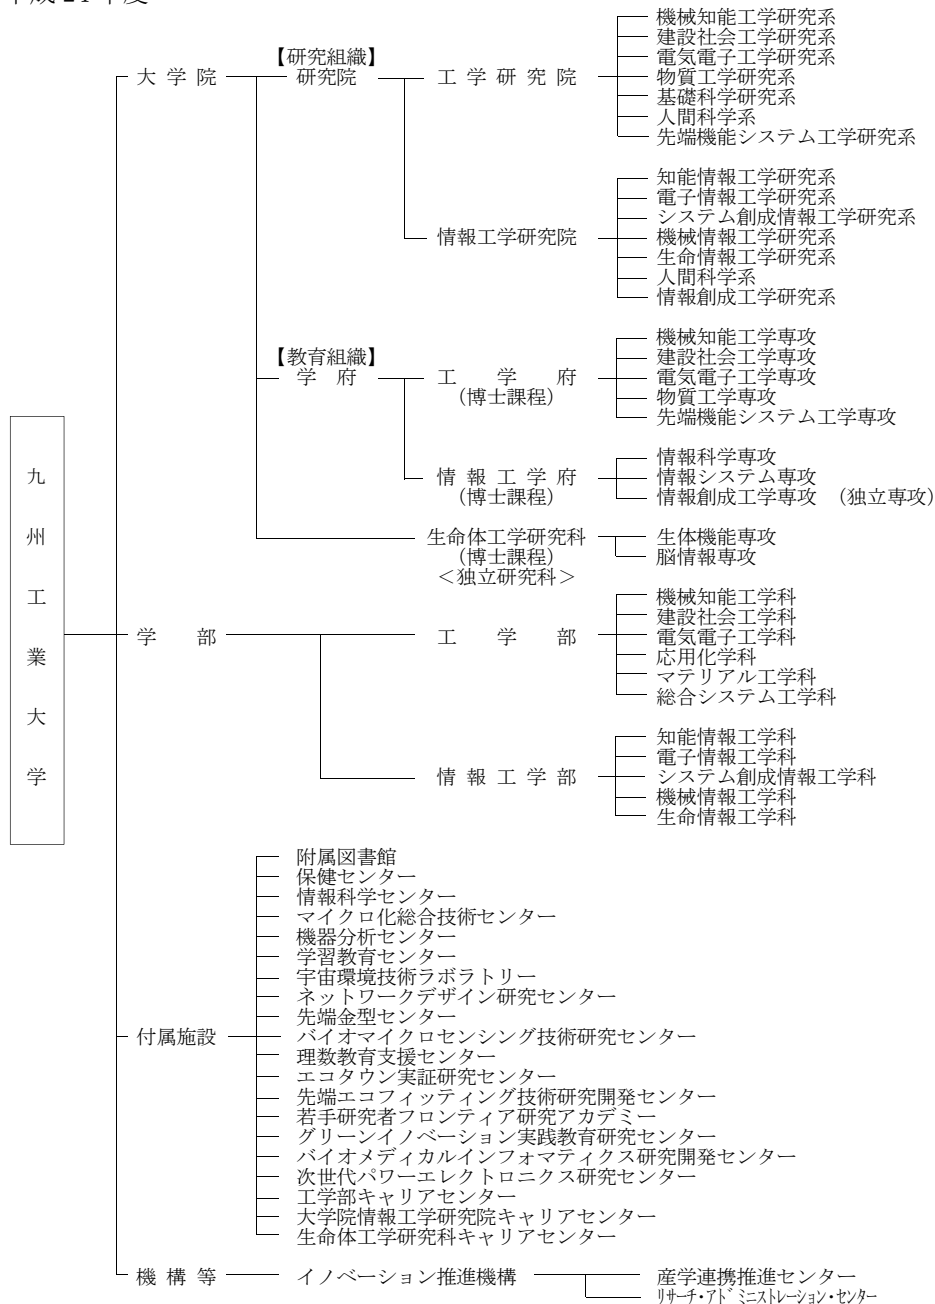 九州工業大学
大学院
【研究組織】
研究院
工学研究院
機械知能工学研究系
建設社会工学研究系
電気電子工学研究系
物質工学研究系
基礎科学研究系
人間科学系
先端機能システム工学研究系
情報工学研究院
知能情報工学研究系
電子情報工学研究系
システム創成情報工学研究系
機械情報工学研究系
生命情報工学研究系
人間科学系
情報創成工学研究系
【教育組織】
学府
工学府
(博士課程)
機械知能工学専攻
建設社会工学専攻
電気電子工学専攻
物質工学専攻
先端機能システム工学専攻
情報工学府
(博士課程)
情報科学専攻
情報システム専攻
情報創成工学専攻 (独立専攻)
生命体工学研究科
(博士課程)
<独立研究科>
生体機能専攻
脳情報専攻
学部
工学部
機械知能工学科
建設社会工学科
電気電子工学科
応用化学科
マテリアル工学科
総合システム工学科
情報工学部
知能情報工学科
電子情報工学科
システム創成情報工学科
機械情報工学科
生命情報工学科
付属施設
附属図書館
保健センター
情報科学センター
マイクロ化総合技術センター
機器分析センター
学習教育センター
宇宙環境技術ラボラトリー
ネットワークデザイン研究センター
先端金型センター
バイオマイクロセンシング技術研究センター
理数教育支援センター
エコタウン実証研究センター
先端エコフィッティング技術研究開発センター
若手研究者フロンティア研究アカデミー
グリーンイノベーション実践教育研究センター
バイオメディカルインフォマティクス研究開発センター
次世代パワーエレクトロニクス研究センター
工学部キャリアセンター
大学院情報工学研究院キャリアセンター
生命体工学研究科キャリアセンター
機構等
イノベーション推進機構
産学連携推進センター
リサーチ・アドミニストレーション・センター